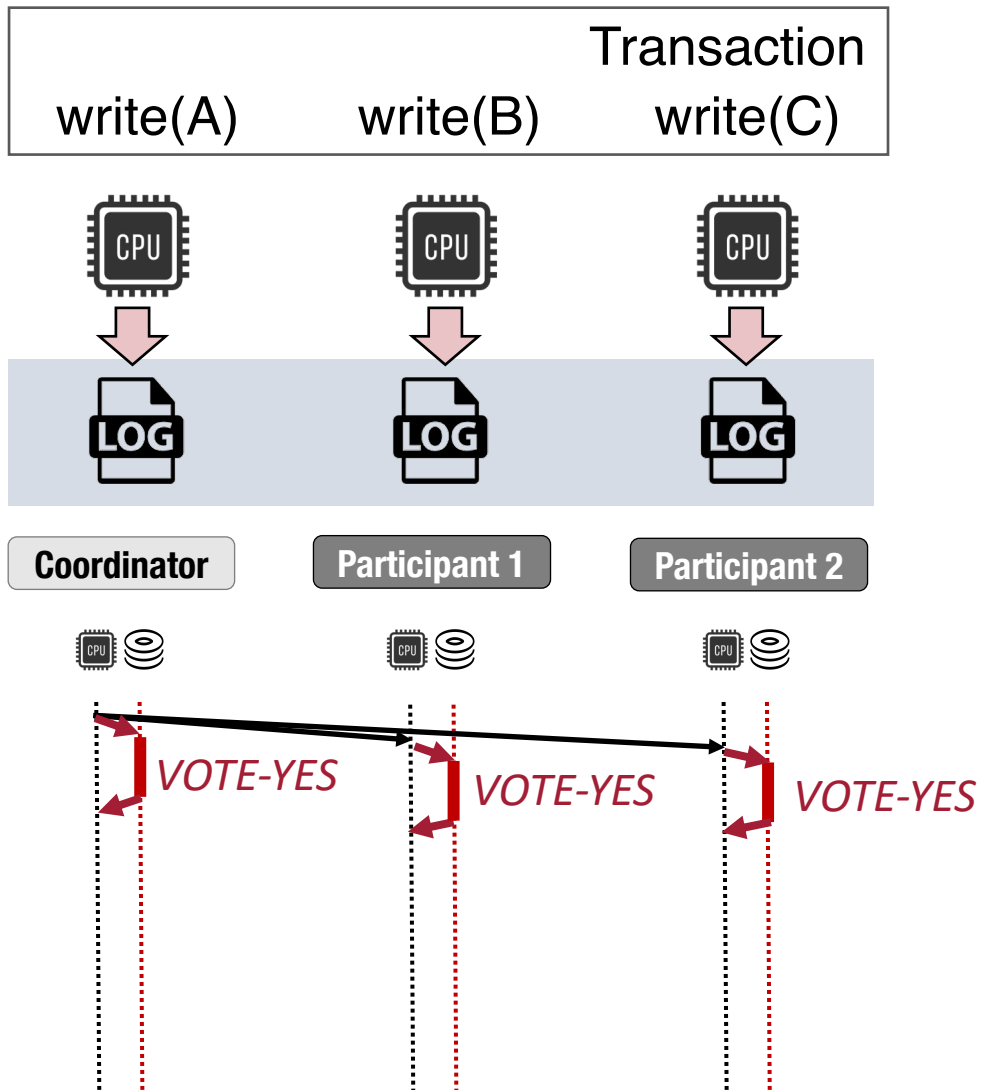 Transaction
write(A) write(B) write(C)
CPU CPU CPU
LOG LOG LOG
Coordinator Participant 1 Participant 2
CPU CPU CPU
VOTE-YES VOTE-YES VOTE-YES